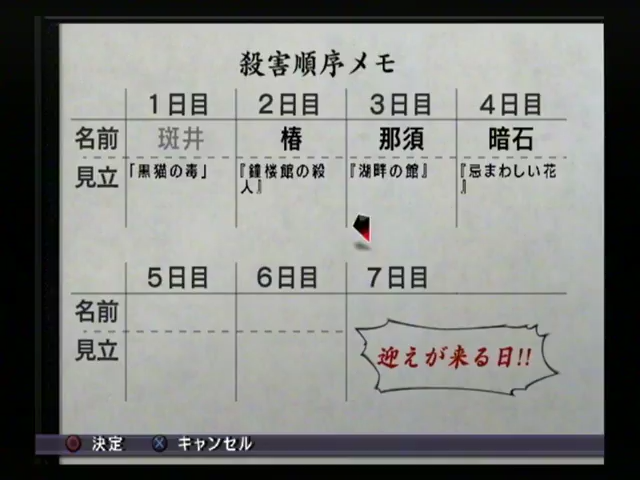 殺害順序メモ
1日目 2日目 3日目 4日目
名前 斑井 椿 那須 暗石
見立 「黒猫の毒」 『鐘楼館の殺 『湖畔の館』 『忌まわしい花
人』 』
5日目 6日目 7日目
名前
見立
迎えが来る日!!
決定 キャンセル